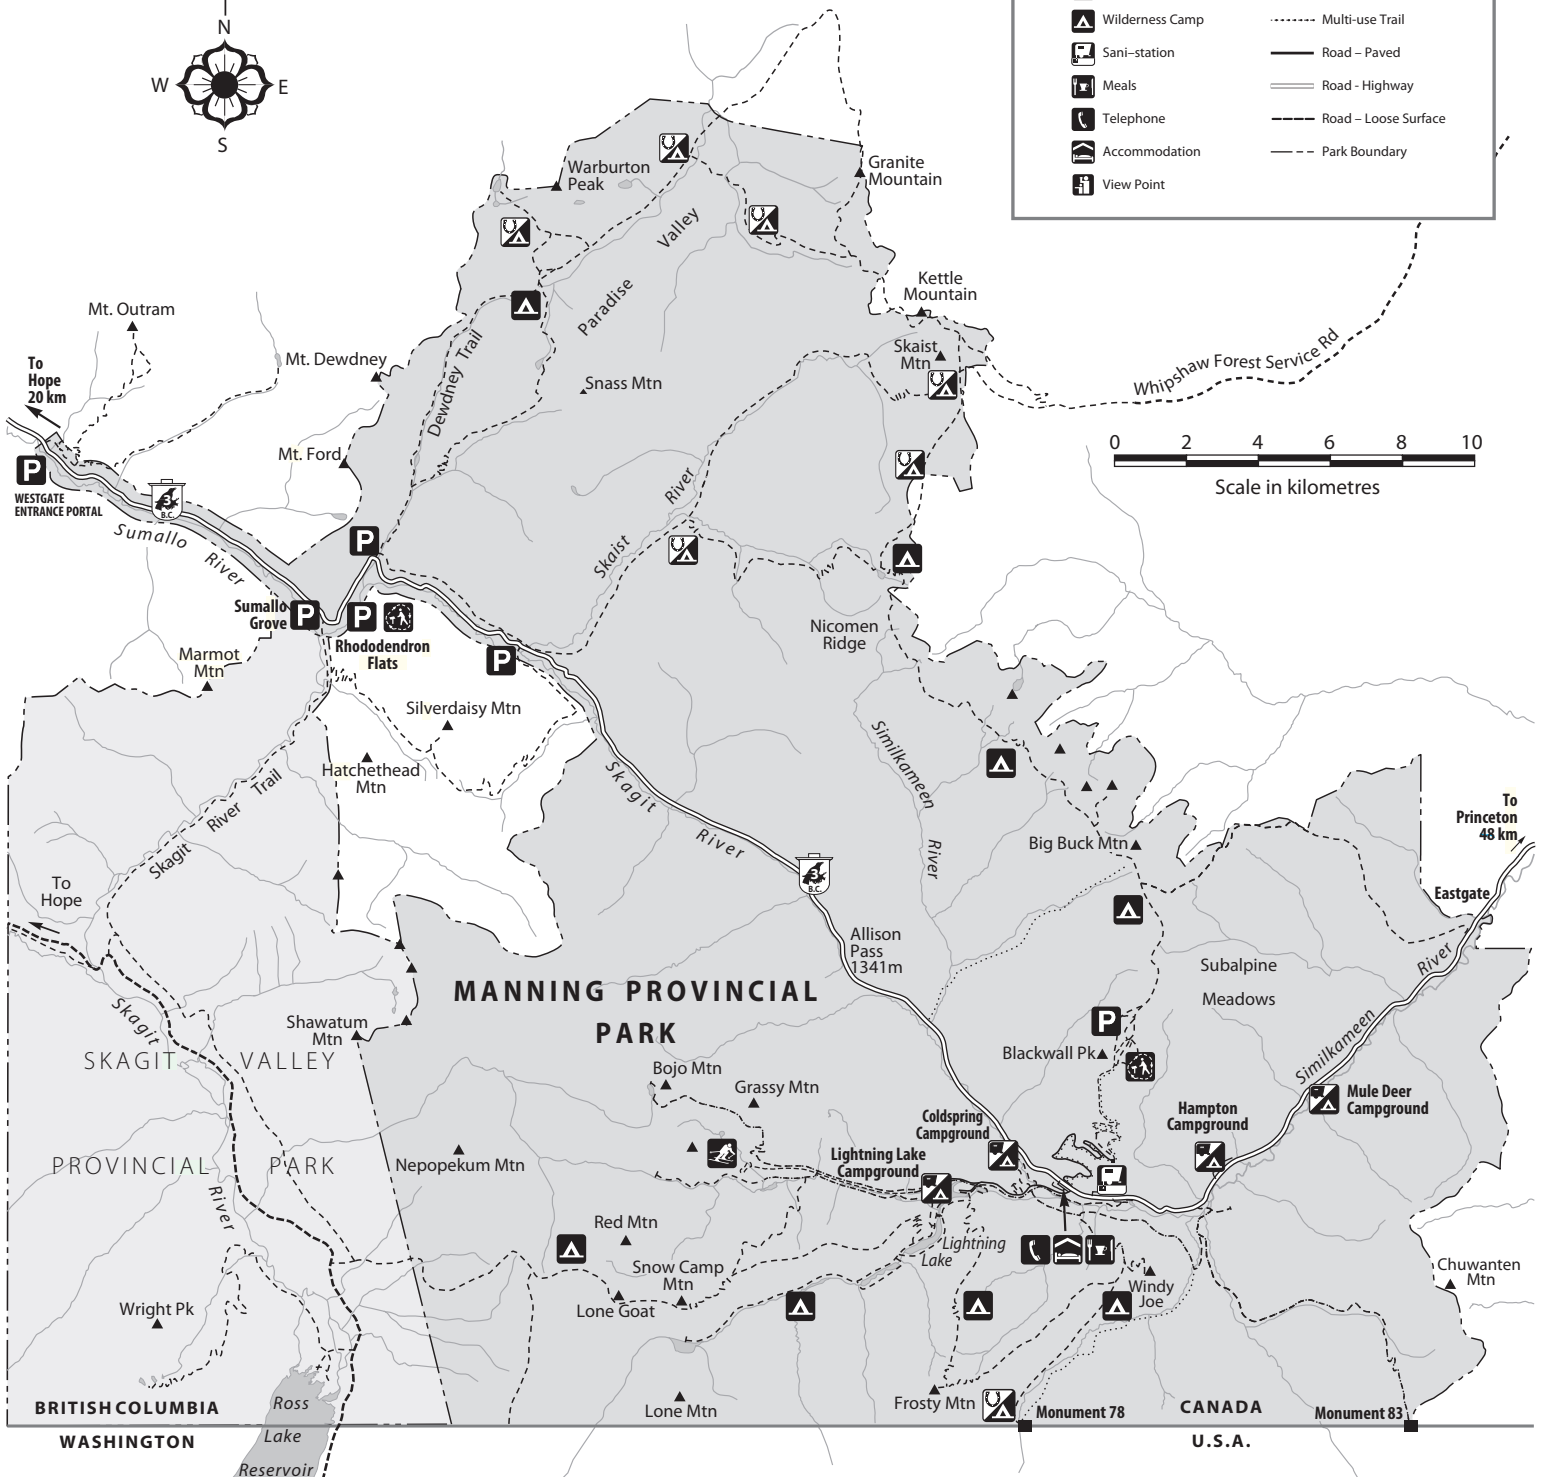 N
W
E
S
Wilderness Camp
Sani–station
Meals
Telephone
Accommodation
View Point
Multi-use Trail
Road – Paved
Road - Highway
Road – Loose Surface
Park Boundary
Warburton
Peak
Granite
Mountain
Paradise Valley
Kettle
Mountain
Skaist
Mtn
Whipshaw Forest Service Rd
0 2 4 6 8 10
Scale in kilometres
Mt. Outram
Mt. Dewdney
Dewdney Trail
Snass Mtn
Mt. Ford
To
Hope
20 km
P
WESTGATE
ENTRANCE PORTAL
3
B.C.
Sumallo River
P
Skaist River
Sumallo
Grove
P
P
Rhododendron
Flats
P
Marmot
Mtn
Nicomen
Ridge
Silverdaisy Mtn
Hatchethead
Mtn
Skagit River Trail
Skagit River
Similkameen River
Big Buck Mtn
To
Princeton
48 km
Eastgate
3
B.C.
To
Hope
Allison
Pass
1341m
Subalpine
Meadows
Similkameen River
MANNING PROVINCIAL
PARK
P
Blackwall Pk
Skagit River
Shawatum
Mtn
SKAGIT VALLEY
PROVINCIAL PARK
Bojo Mtn
Grassy Mtn
Coldspring
Campground
Hampton
Campground
Mule Deer
Campground
Lightning Lake
Campground
Nepopekum Mtn
Red Mtn
Snow Camp
Mtn
Lone Goat
Lightning
Lake
Windy
Joe
Chuwanten
Mtn
Wright Pk
Lone Mtn
Frosty Mtn
Monument 78
Monument 83
BRITISH COLUMBIA
WASHINGTON
CANADA
U.S.A.
Ross
Lake
Reservoir